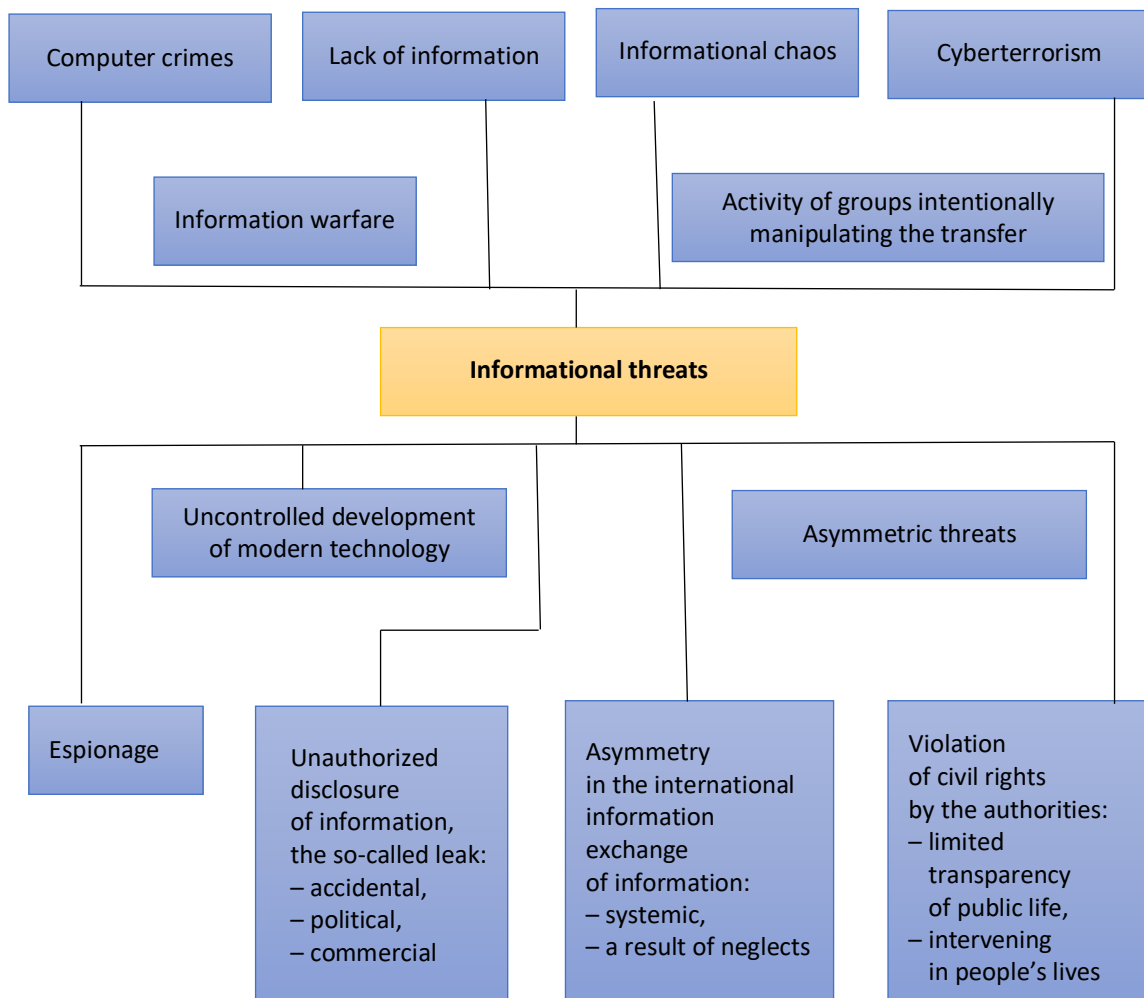 Computer crimes
Lack of information
Informational chaos
Cyberterrorism
Information warfare
Activity of groups intentionally
manipulating the transfer
Informational threats
Uncontrolled development
of modern technology
Asymmetric threats
Espionage
Unauthorized
disclosure
of information,
the so-called leak:
– accidental,
– political,
– commercial
Asymmetry
in the international
information
exchange
of information:
– systemic,
– a result of neglects
Violation
of civil rights
by the authorities:
– limited
transparency
of public life,
– intervening
in people’s lives